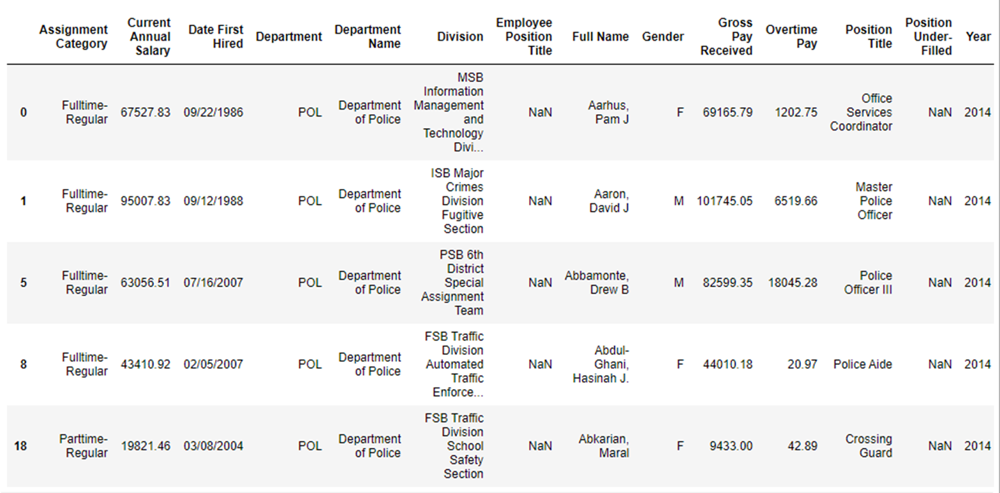 Assignment Category | Current Annual Salary | Date First Hired | Department | Department Name | Division | Employee Position Title | Full Name | Gender | Gross Pay Received | Overtime Pay | Position Title | Position Under-Filled | Year
0 | Fulltime-Regular | 67527.83 | 09/22/1986 | POL | Department of Police | MSB Information Management and Technology Divi... | NaN | Aarhus, Pam J | F | 69165.79 | 1202.75 | Office Services Coordinator | NaN | 2014
1 | Fulltime-Regular | 95007.83 | 09/12/1988 | POL | Department of Police | ISB Major Crimes Division Fugitive Section | NaN | Aaron, David J | M | 101745.05 | 6519.66 | Master Police Officer | NaN | 2014
5 | Fulltime-Regular | 63056.51 | 07/16/2007 | POL | Department of Police | PSB 6th District Special Assignment Team | NaN | Abbamonte, Drew B | M | 82599.35 | 18045.28 | Police Officer III | NaN | 2014
8 | Fulltime-Regular | 43410.92 | 02/05/2007 | POL | Department of Police | FSB Traffic Division Automated Traffic Enforce... | NaN | Abdul-Ghani, Hasinah J. | F | 44010.18 | 20.97 | Police Aide | NaN | 2014
18 | Parttime-Regular | 19821.46 | 03/08/2004 | POL | Department of Police | FSB Traffic Division School Safety Section | NaN | Abkarian, Maral | F | 9433.00 | 42.89 | Crossing Guard | NaN | 2014